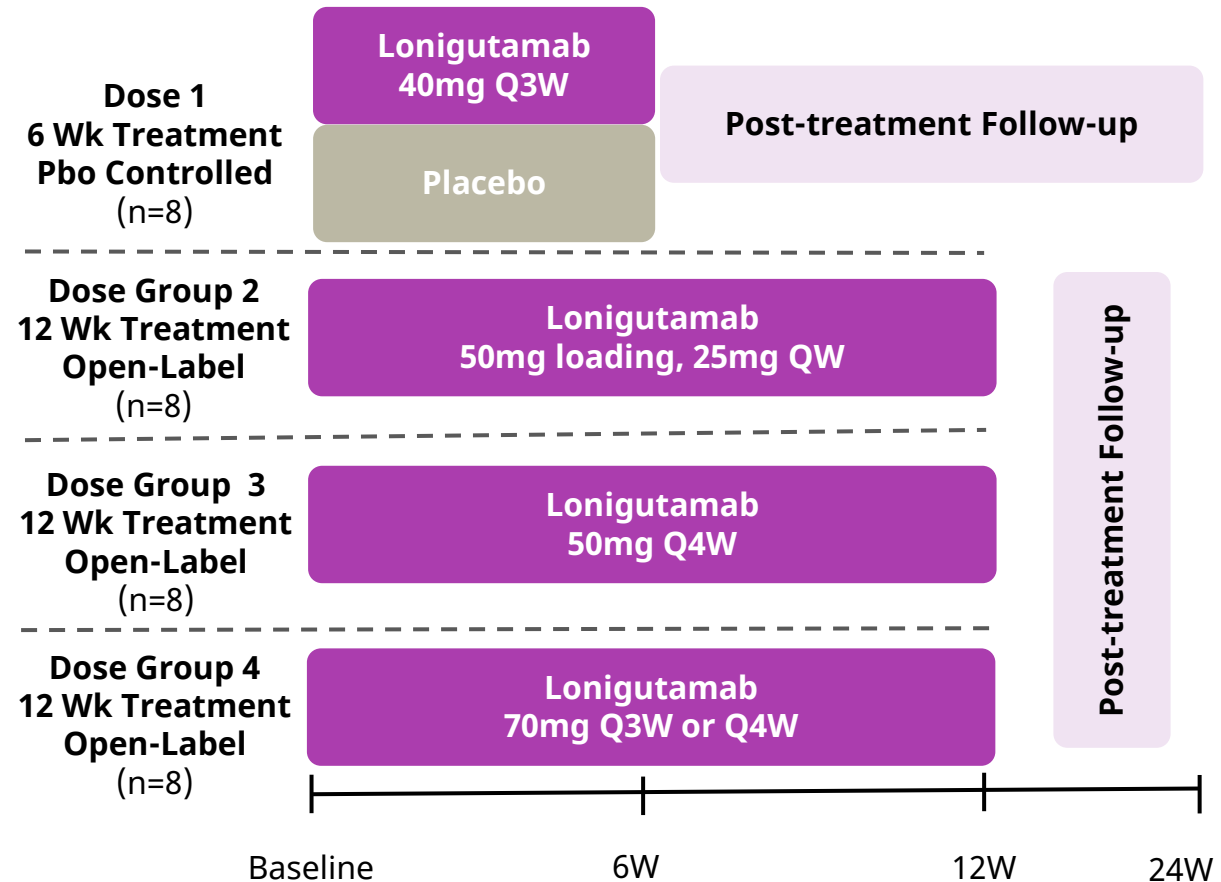 Dose 1
6 Wk Treatment
Pbo Controlled
(n=8)
Lonigutamab
40mg Q3W
Placebo
Post-treatment Follow-up
Dose Group 2
12 Wk Treatment
Open-Label
(n=8)
Lonigutamab
50mg loading, 25mg QW
Dose Group 3
12 Wk Treatment
Open-Label
(n=8)
Lonigutamab
50mg Q4W
Dose Group 4
12 Wk Treatment
Open-Label
(n=8)
Lonigutamab
70mg Q3W or Q4W
Post-treatment Follow-up
Baseline
6W
12W
24W